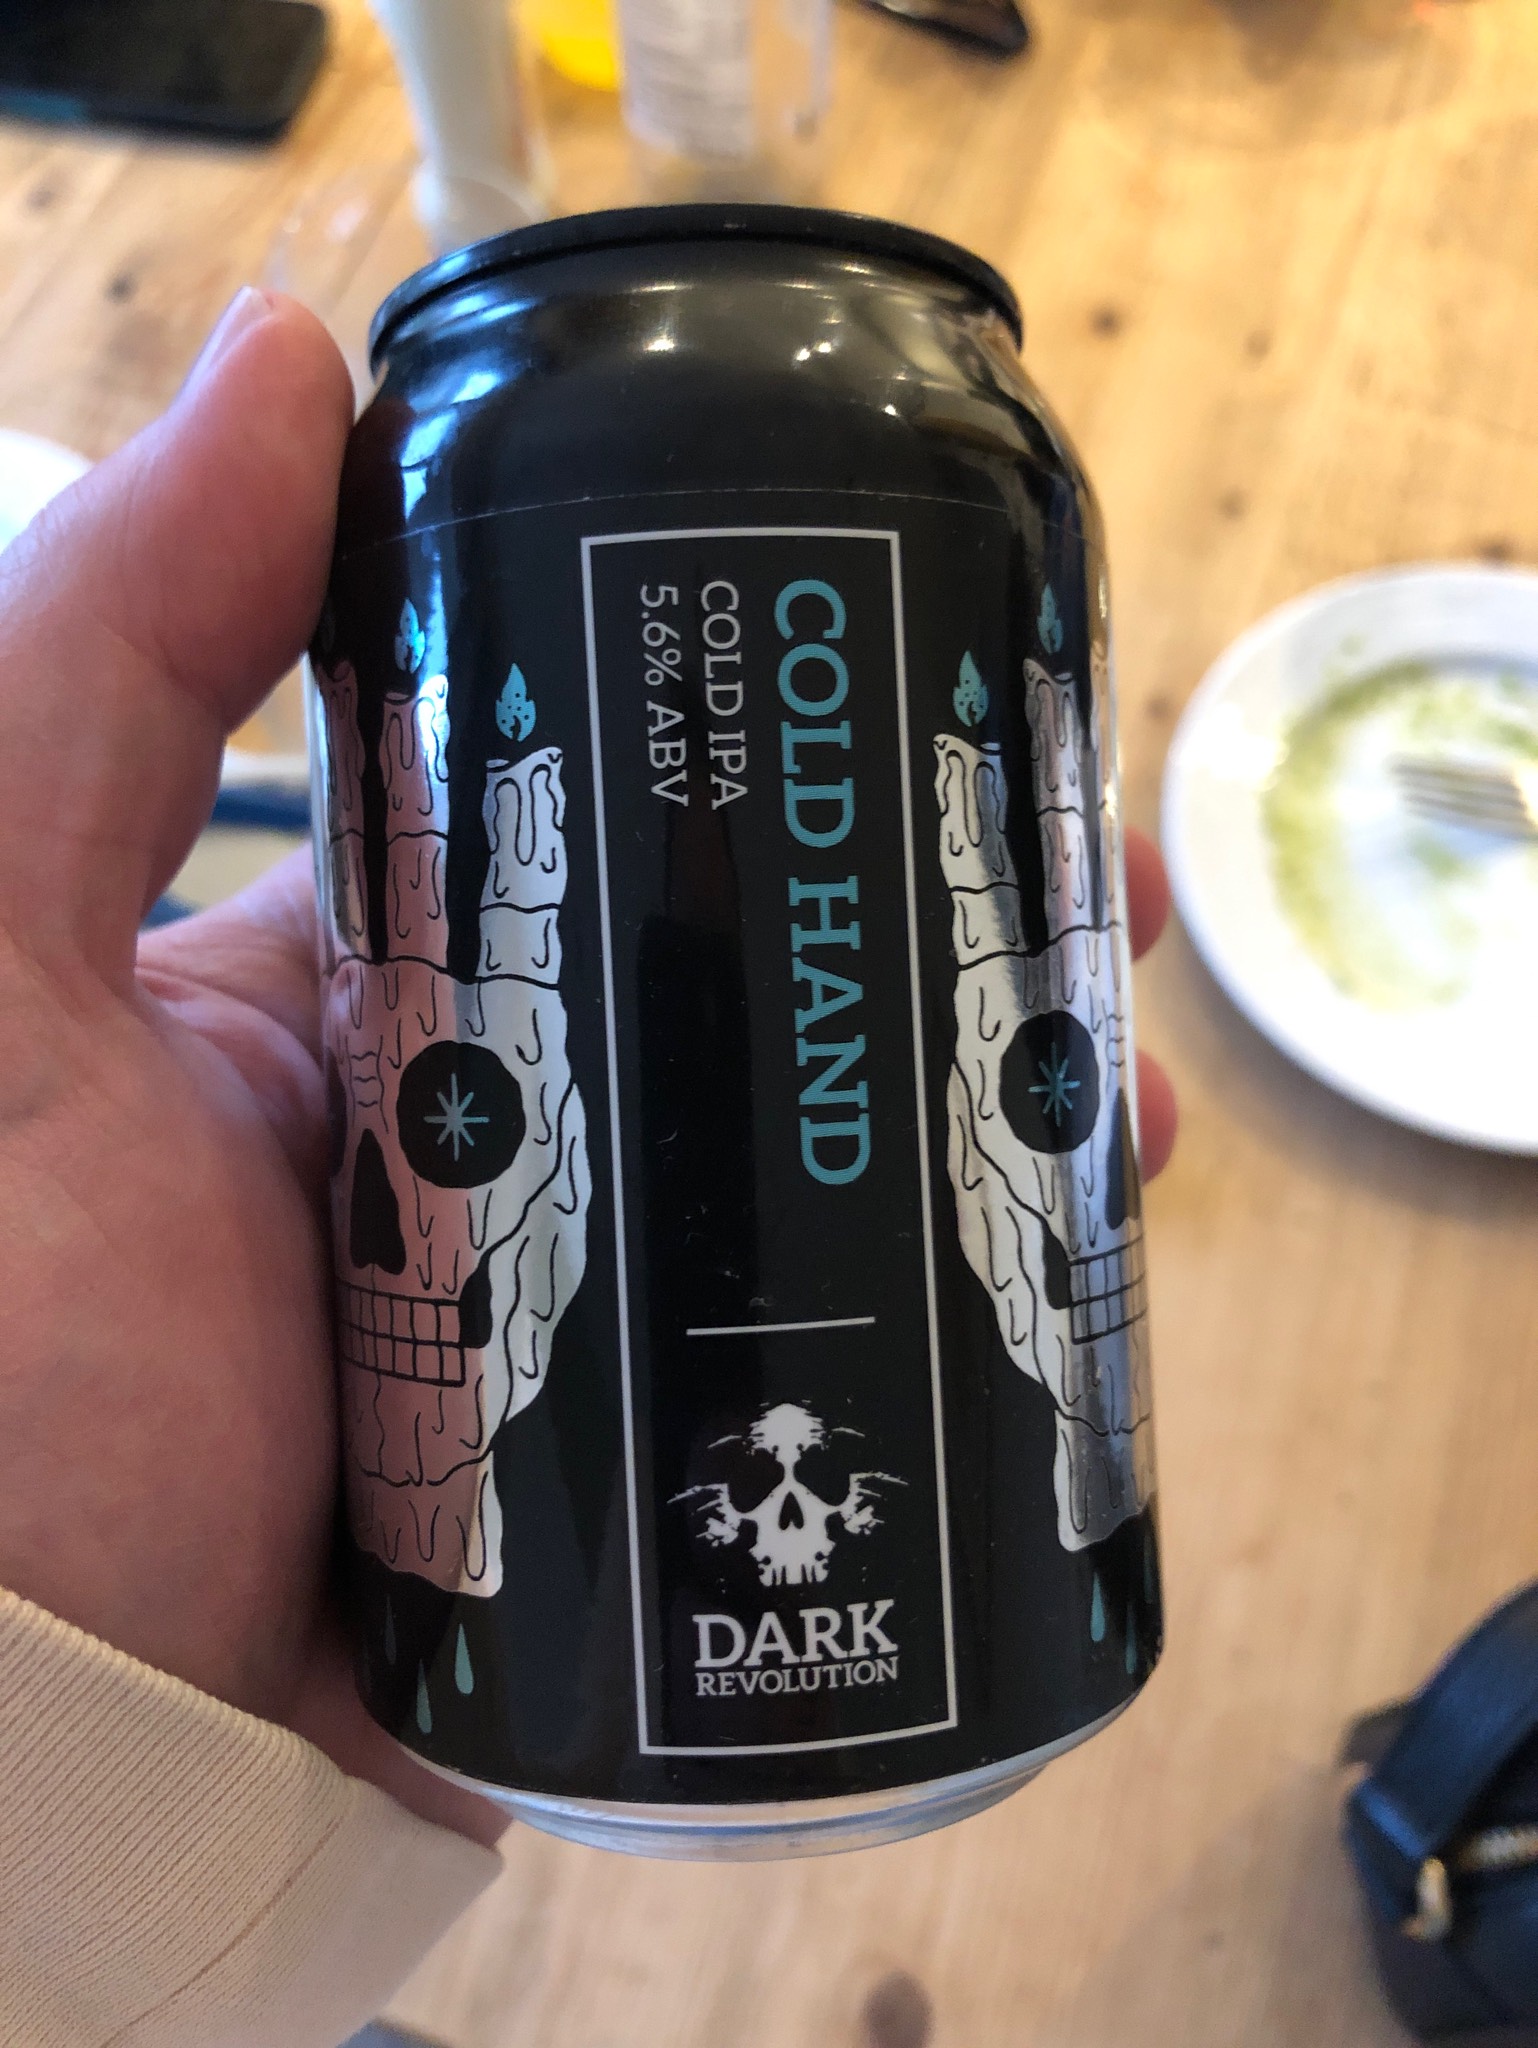 COLD HAND
COLD IPA
5.6% ABV
DARK
REVOLUTION